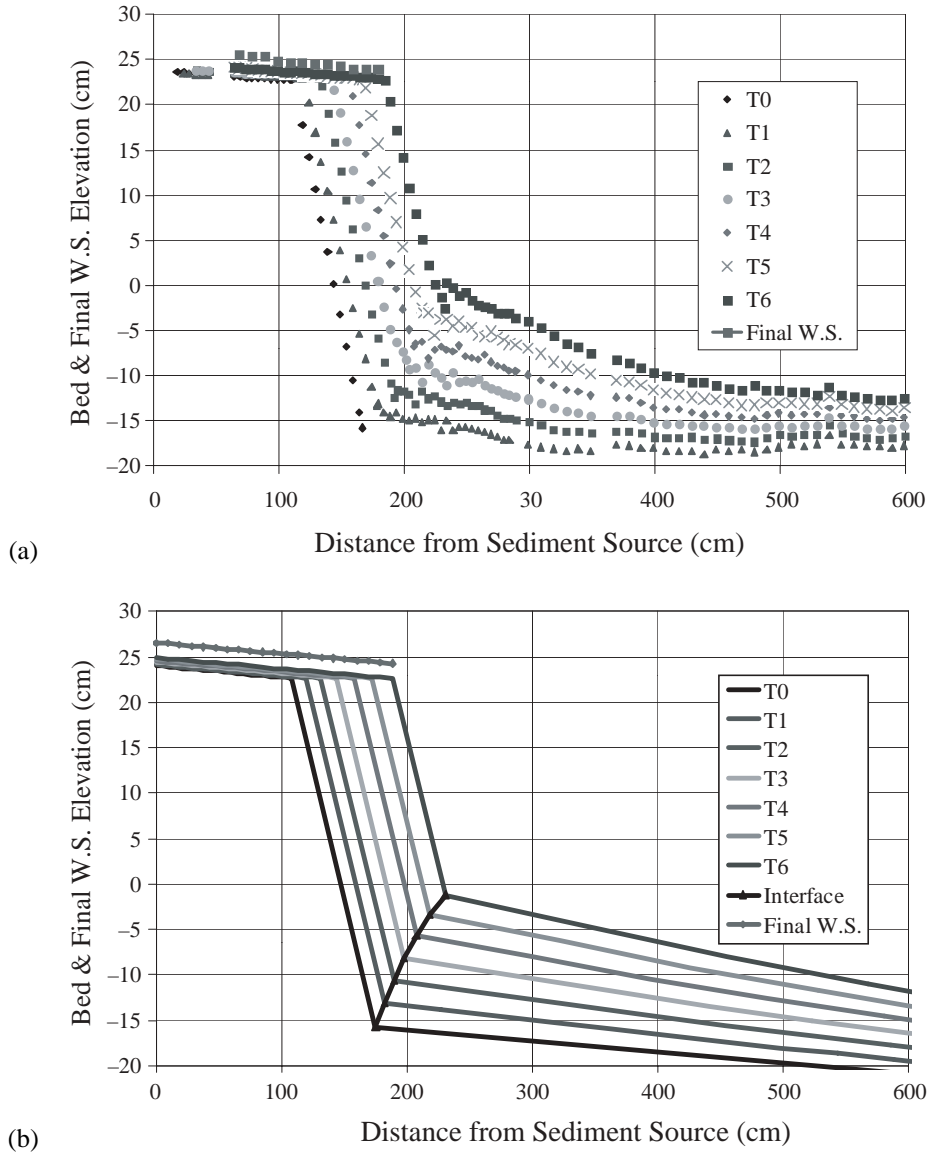 30
25
20
15
10
5
0
–5
–10
–15
–20
Bed & Final W.S. Elevation (cm)
T0
T1
T2
T3
T4
T5
T6
Final W.S.
0
100
200
30
400
500
600
Distance from Sediment Source (cm)
(a)
30
25
20
15
10
5
0
–5
–10
–15
–20
Bed & Final W.S. Elevation (cm)
T0
T1
T2
T3
T4
T5
T6
Interface
Final W.S.
0
100
200
300
400
500
600
Distance from Sediment Source (cm)
(b)